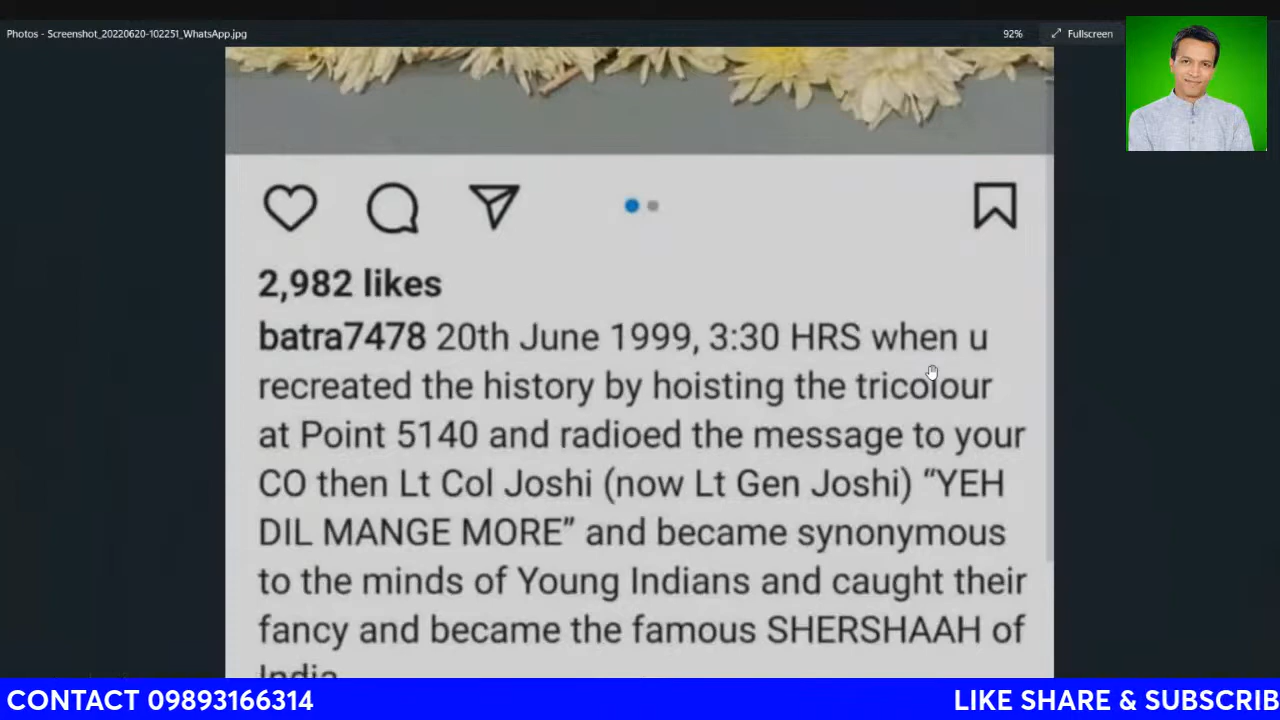 Photos - Screenshot_20220620-102251_WhatsApp.jpg
92%
Fullscreen
2,982 likes
batra7478 20th June 1999, 3:30 HRS when u
recreated the history by hoisting the tricolour
at Point 5140 and radioed the message to your
CO then Lt Col Joshi (now Lt Gen Joshi) “YEH
DIL MANGE MORE” and became synonymous
to the minds of Young Indians and caught their
fancy and became the famous SHERSHAAH of
India
CONTACT 09893166314
LIKE SHARE & SUBSCRIB